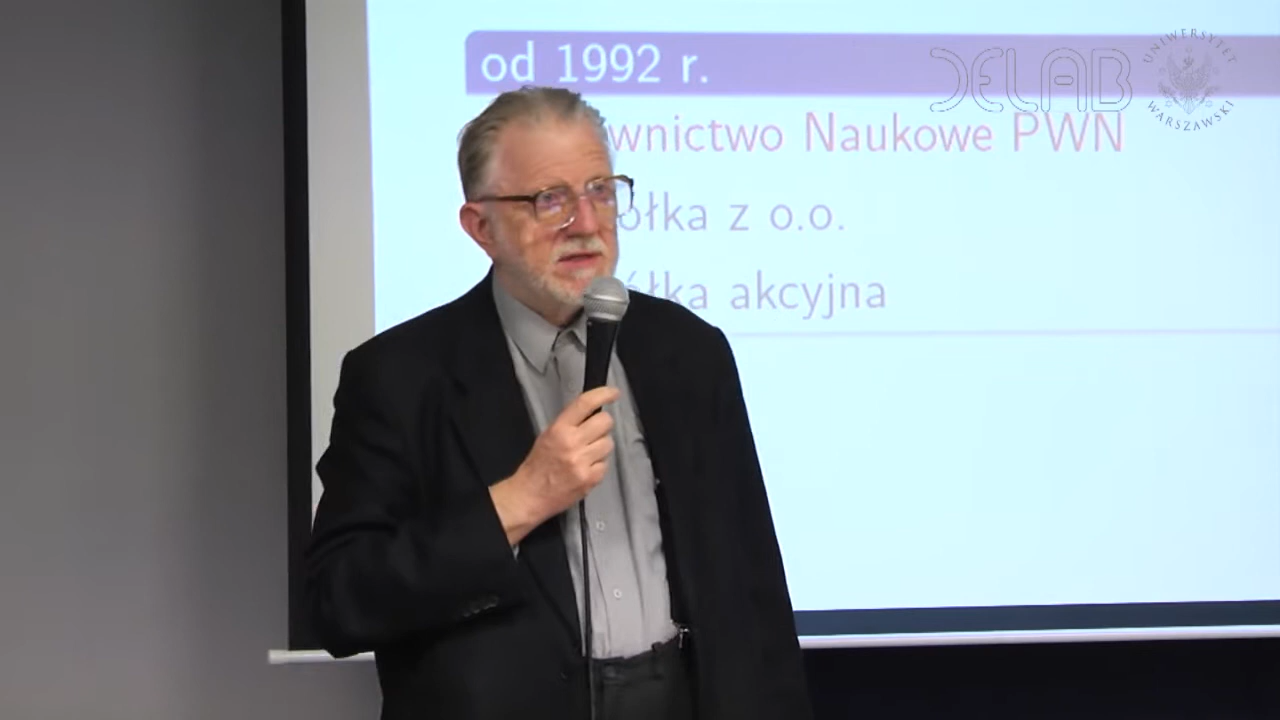 od 1992 r.
DELAB
UNIWERSYTET
WARSZAWSKI
wnictwo Naukowe PWN
ółka z o.o.
ółka akcyjna